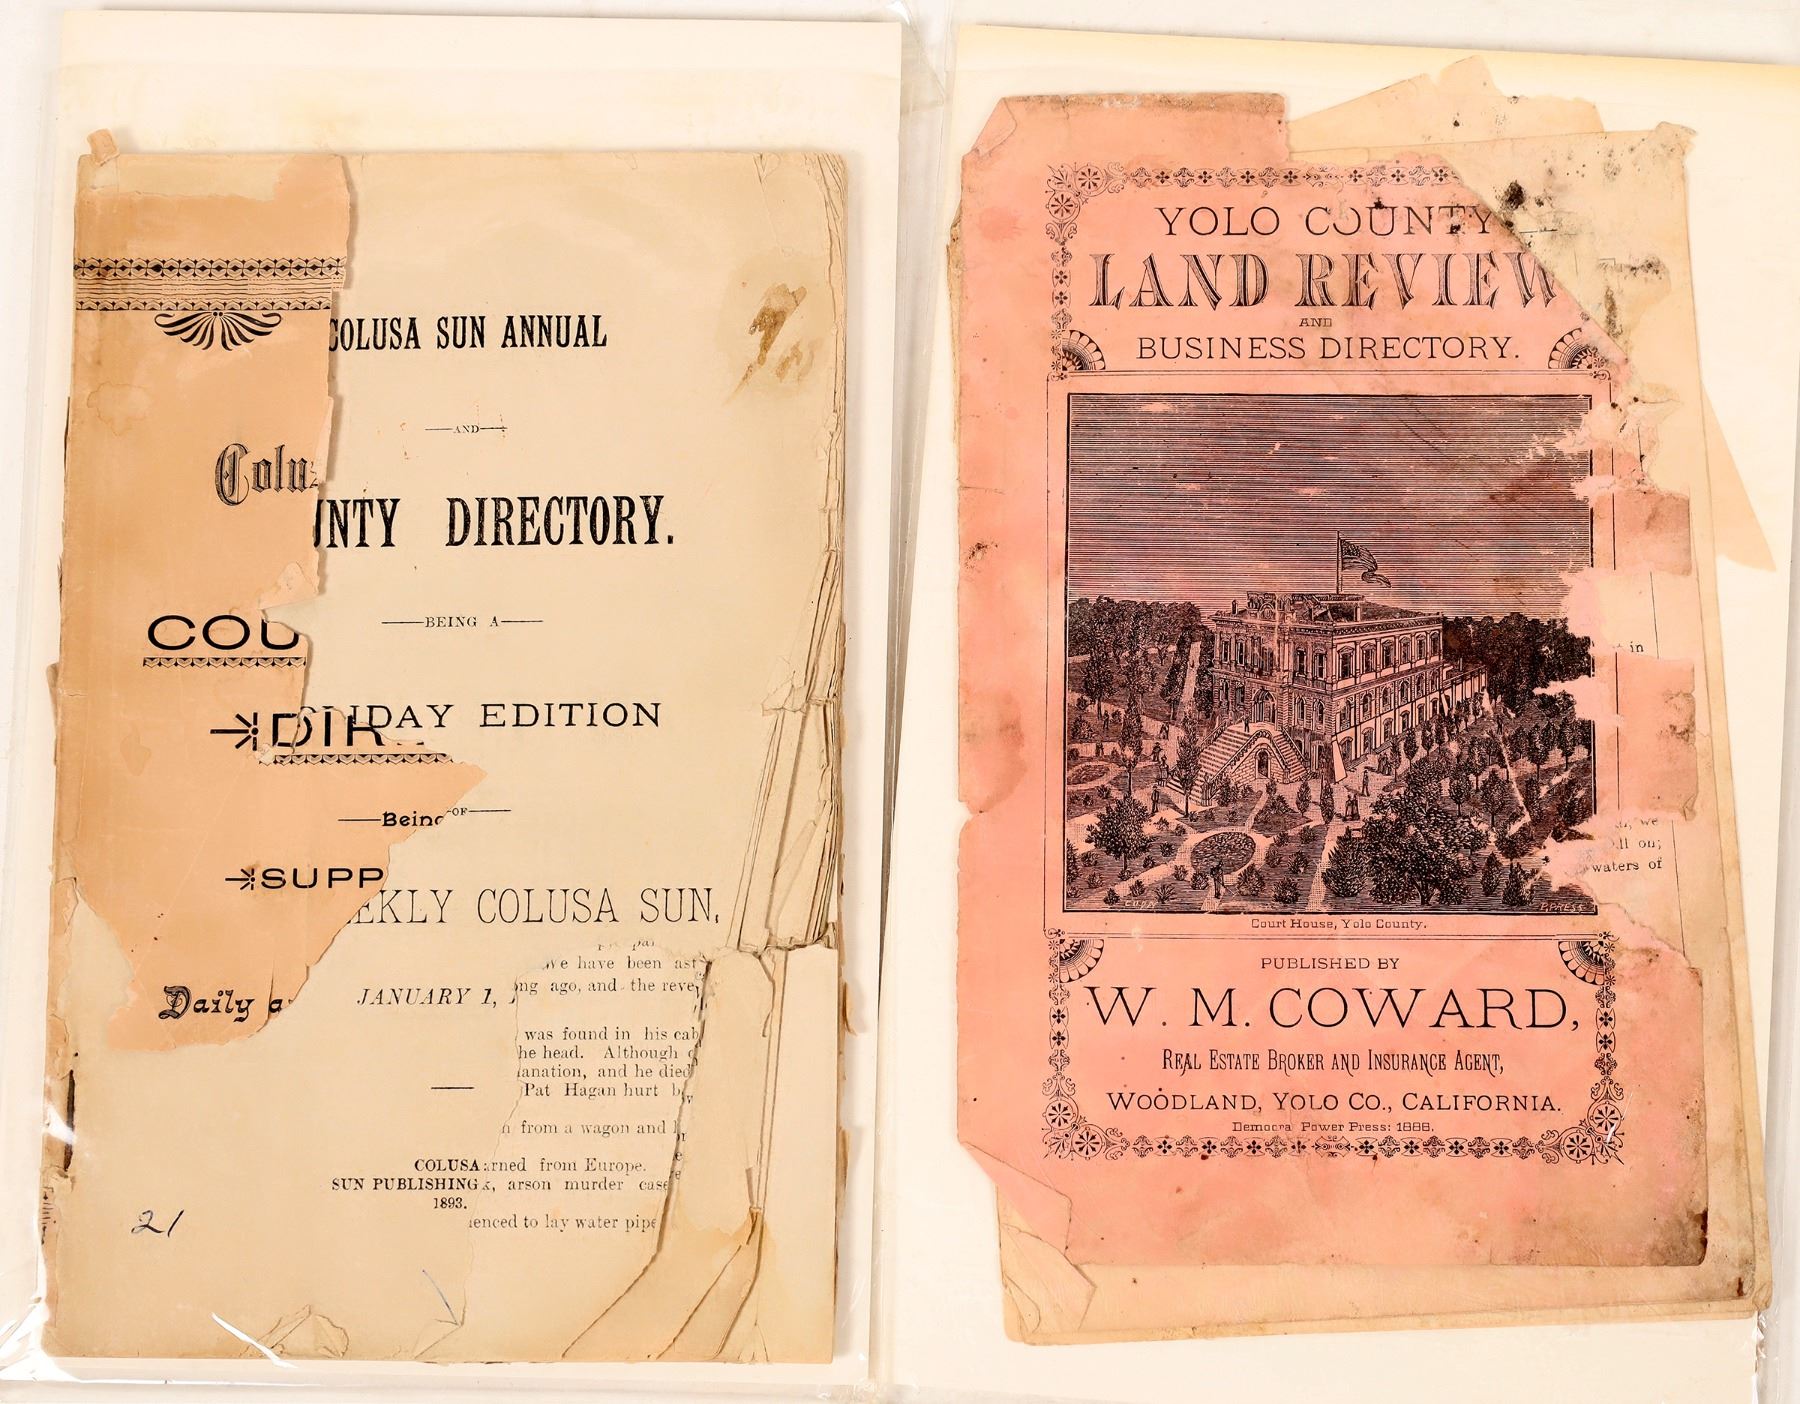 COLUSA SUN ANNUAL
AND
Colu
UNTY DIRECTORY.
BEING A
COU
DAY EDITION
DIR
Being
OF
SUPP
EKLY COLUSA SUN,
We have been ast
JANUARY 1,
ng ago, and the reve
Daily a
was found in his cab
he head. Although
anation, and he died
Pat Hagan hurt b
n from a wagon and
COLUSA
rned from Europe.
SUN PUBLISHING
, arson murder case
1893.
enced to lay water pipe
21
YOLO COUNTY
LAND REVIEW
AND
BUSINESS DIRECTORY.
in
we
on;
waters of
Court House, Yolo County.
PUBLISHED BY
W. M. COWARD,
REAL ESTATE BROKER AND INSURANCE AGENT,
WOODLAND, YOLO CO., CALIFORNIA.
Democra Power Press: 1888.